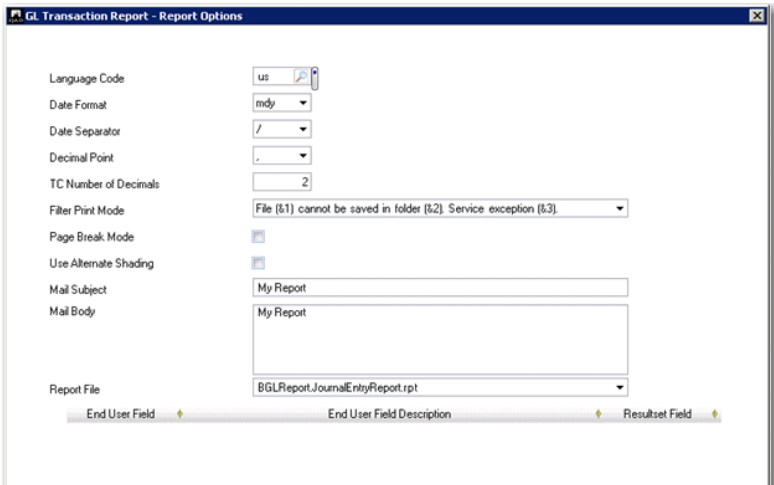 GL Transaction Report - Report Options
Language Code us
Date Format mdy
Date Separator /
Decimal Point ,
TC Number of Decimals 2
Filter Print Mode File (&1) cannot be saved in folder (&2). Service exception (&3).
Page Break Mode
Use Alternate Shading
Mail Subject My Report
Mail Body My Report
Report File BGLReport.JournalEntryReport.rpt
End User Field End User Field Description Resultset Field